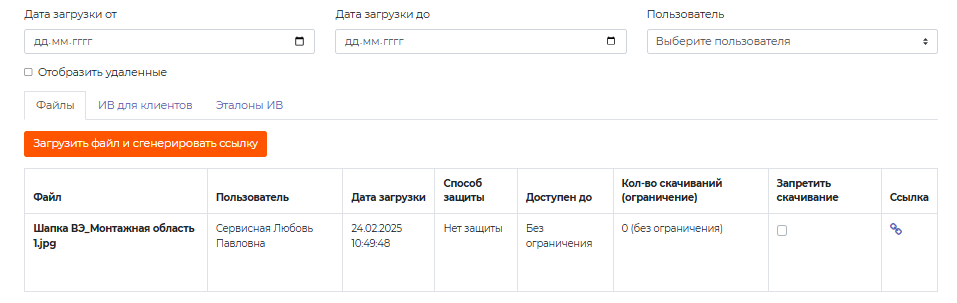 Дата загрузки от
Дата загрузки до
Пользователь
дд.мм.гггг
дд.мм.гггг
Выберите пользователя
Отобразить удаленные
Файлы
ИВ для клиентов
Эталоны ИВ
Загрузить файл и сгенерировать ссылку
Файл
Пользователь
Дата загрузки
Способ
защиты
Доступен до
Кол-во скачиваний
(ограничение)
Запретить
скачивание
Ссылка
Шапка ВЭ_Монтажная область
1.jpg
Сервисная Любовь
Павловна
24.02.2025
10:49:48
Нет защиты
Без
ограничения
0 (без ограничения)